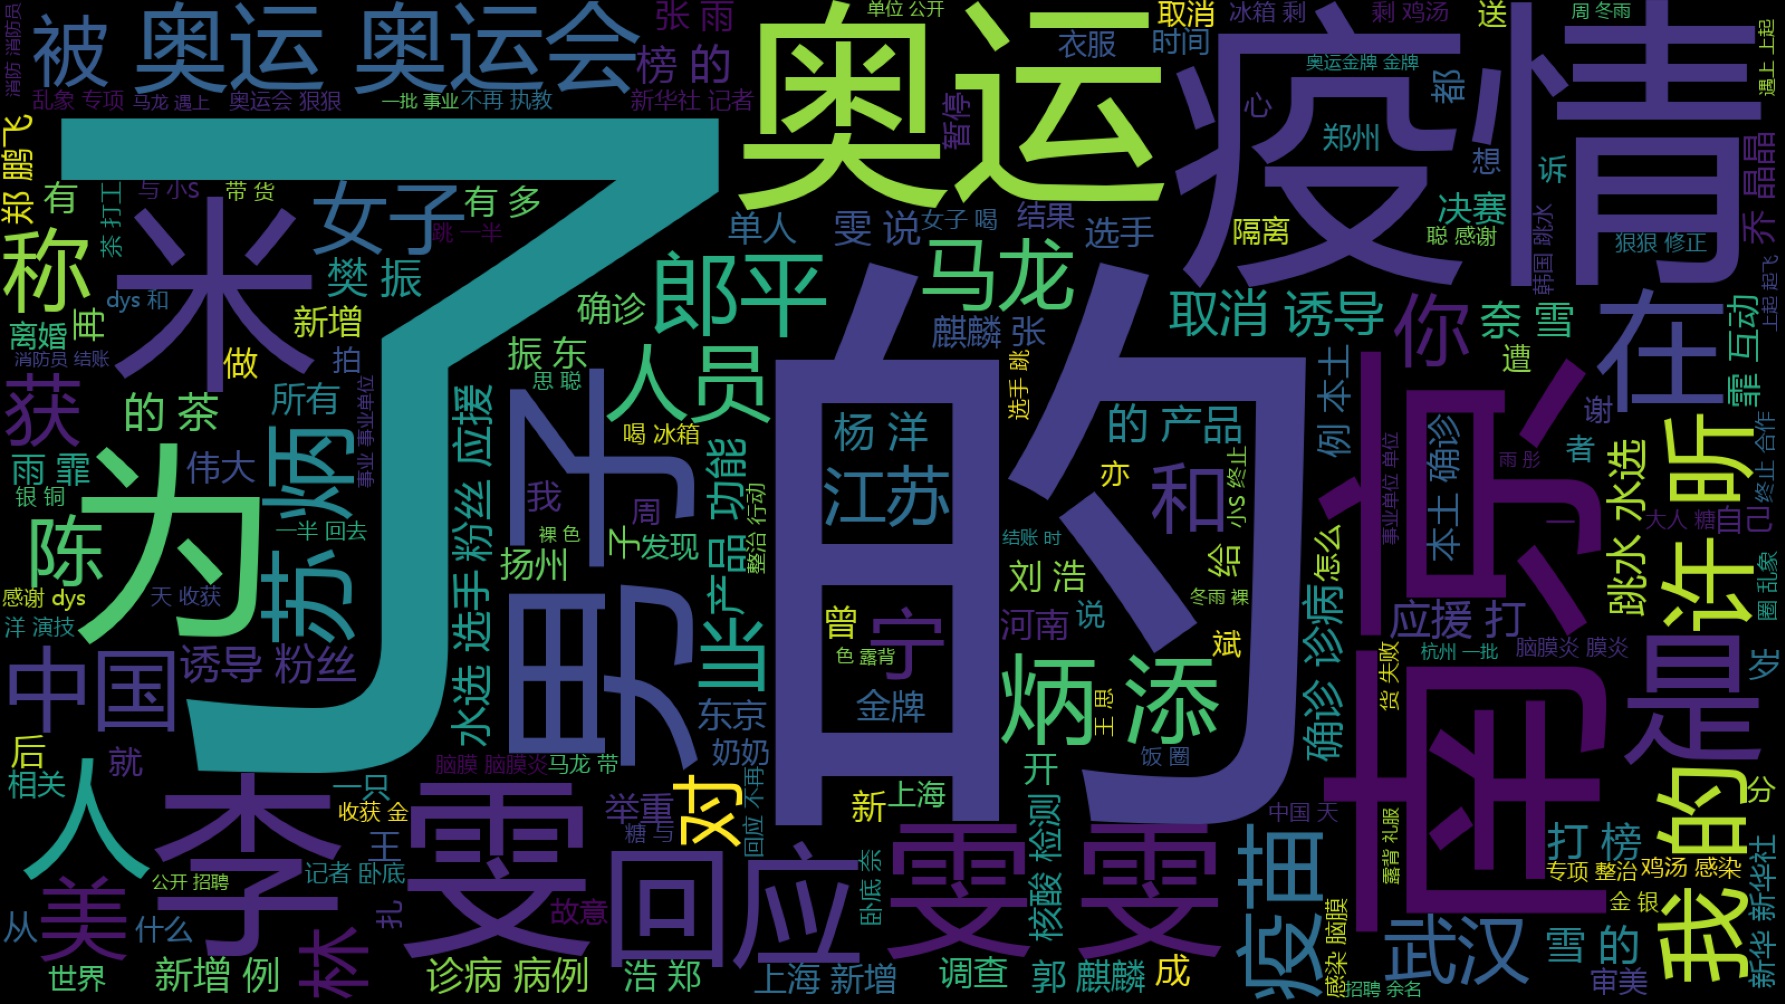 被 奥运 奥运会
张 雨
单位 公开
取消
冰箱 剩
剩 鸡汤
送
周 冬雨
奥运
疫情
榜 的
衣服
时间
奥运金牌 金牌
都
乱象 专项
马龙 遇上
奥运会 狠狠
一批 事业
不再 执教
新华社 记者
消防 消防员
暂停
心
郑州
想
诉
遇上 上起
郑 鹏飞
有
茶 打工
与 小S
带 货
女子
有 多
跳 一半
了
米
称
樊 振
dys 和
再
新增
离婚
消防员 结账
做
拍
单人
雯 说
女子 喝
结果
选手
隔离
决赛
聪 感谢
韩国 跳水
狠狠 修正
乔 晶晶
上起 起飞
确诊
郎平
马龙
麒麟 张
取消 诱导
你
奈 雪
遭
在
霏 互动
振 东
思 聪
人员
选手 跳
获
的 茶
所有
事业 事业单位
水选 选手 粉丝 应援
男子
喝 冰箱
的
杨 洋
江苏
的 产品
例 本土
亦
和
小S 终止
事业单位 单位
本土 确诊
谢
者
雨 彤
许昕
终止 合作
雨 霏
伟大
银 铜
为
苏炳
陈
一半 回去
我
周
裸 色
子
发现
扬州
当
产品 功能
整治 行动
结账 时
刘 浩
给
冬雨 裸
怎么
确诊 诊病
一
跳水 水选
大人 糖
自己
圈 乱象
感谢 dys
天 收获
洋 演技
曾
宁
色 露背
金牌
河南
说
斌
炳 添
王 思
应援 打
杭州 一批
脑膜炎 膜炎
货 失败
是
岁
中国
诱导 粉丝
后
就
相关
东京
奶奶
饭 圈
脑膜 脑膜炎
马龙 带
人
李
雯
一只
收获 金
王
记者 卧底
公开 招聘
举重
糖 与
对
回应 不再
新
上海
开
核酸 检测
中国 天
露背 礼服
的
我
分
打 榜
专项 整治
鸡汤 感染
金 银
新华 新华社
美
从
什么
世界
新增 例
林
扎
故意
诊病 病例
回应
浩 郑
卧底 奈
雯 雯
上海 新增
调查
郭 麒麟
成
疫苗
感染 脑膜
武汉
招聘 余名
雪 的
审美